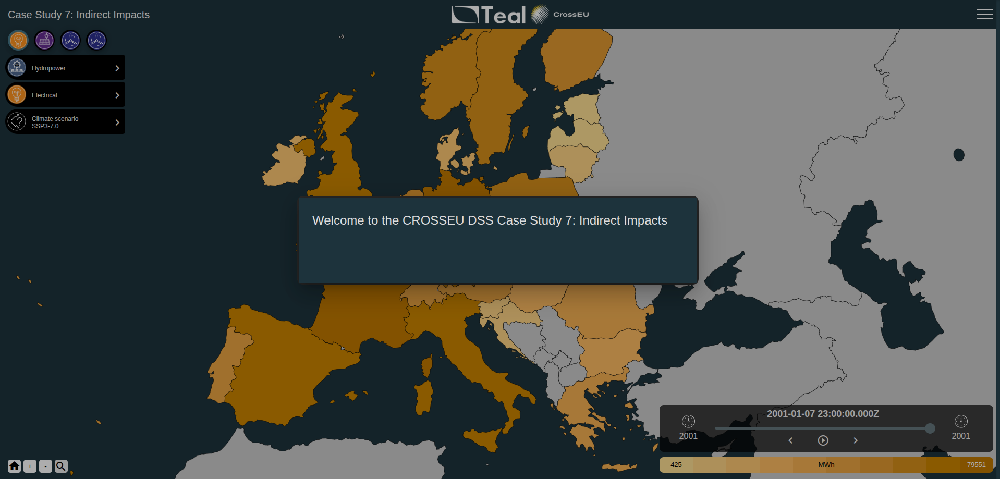 Case Study 7: Indirect Impacts
Teal CrossEU
Hydropower
Electrical
Climate scenario
SSP3-7.0
Welcome to the CROSSEU DSS Case Study 7: Indirect Impacts
2001-01-07 23:00:00.000Z
2001
2001
+
-
425
MWh
79551